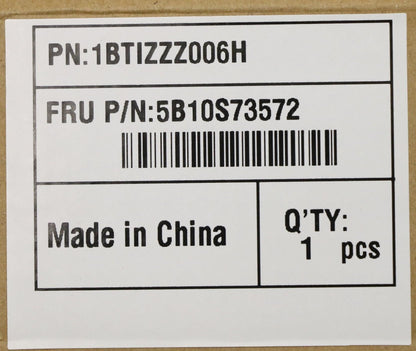 PN:1BTIZZZ006H
FRU P/N:5B10S73572
Made in China
Q'TY:
1 pcs